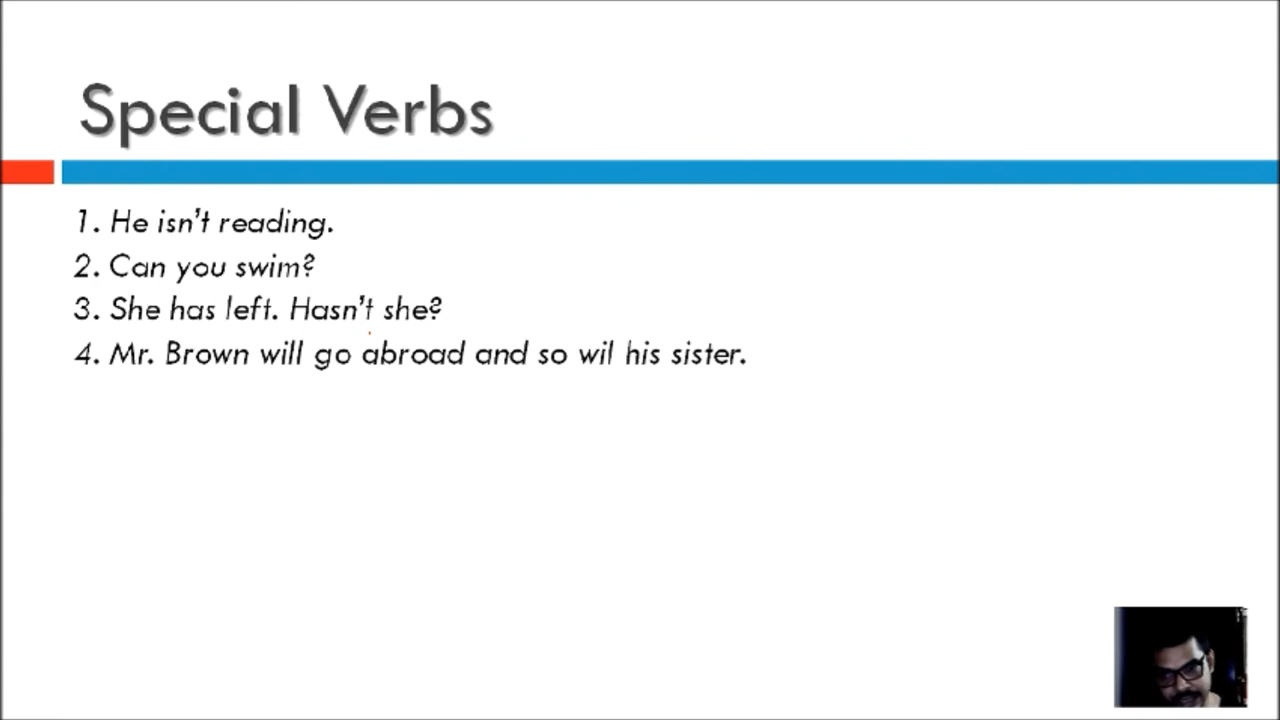 Special Verbs
1. He isn't reading.
2. Can you swim?
3. She has left. Hasn't she?
4. Mr. Brown will go abroad and so wil his sister.